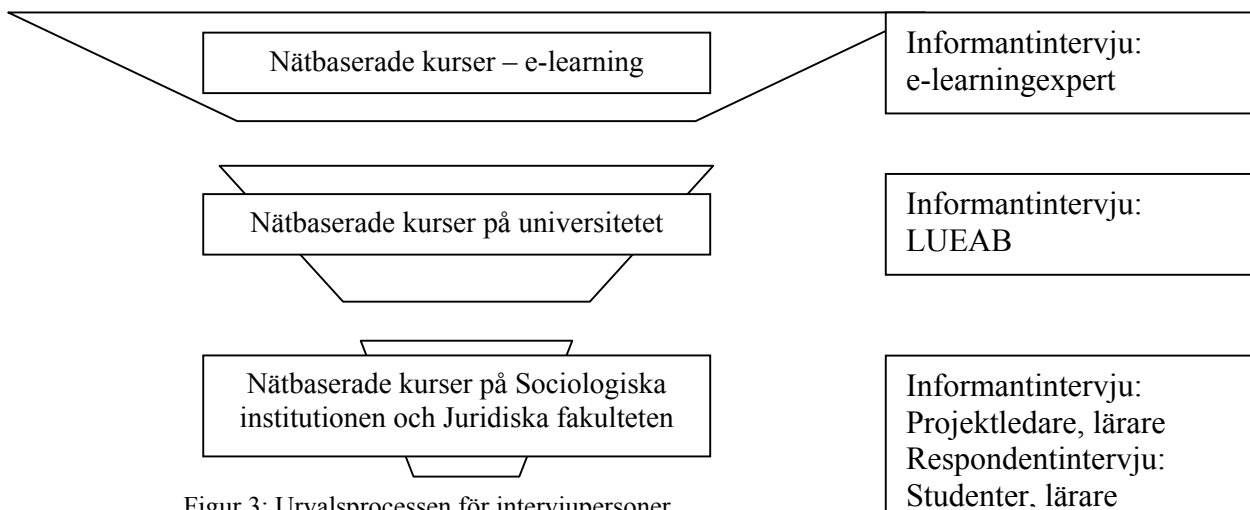 Nätbaserade kurser – e-learning
Informantintervju:
e-learningexpert
Nätbaserade kurser på universitetet
Informantintervju:
LUEAB
Nätbaserade kurser på Sociologiska
institutionen och Juridiska fakulteten
Informantintervju:
Projektledare, lärare
Respondentintervju:
Studenter, lärare
Figur 3: Urvalsprocessen för intervjupersoner